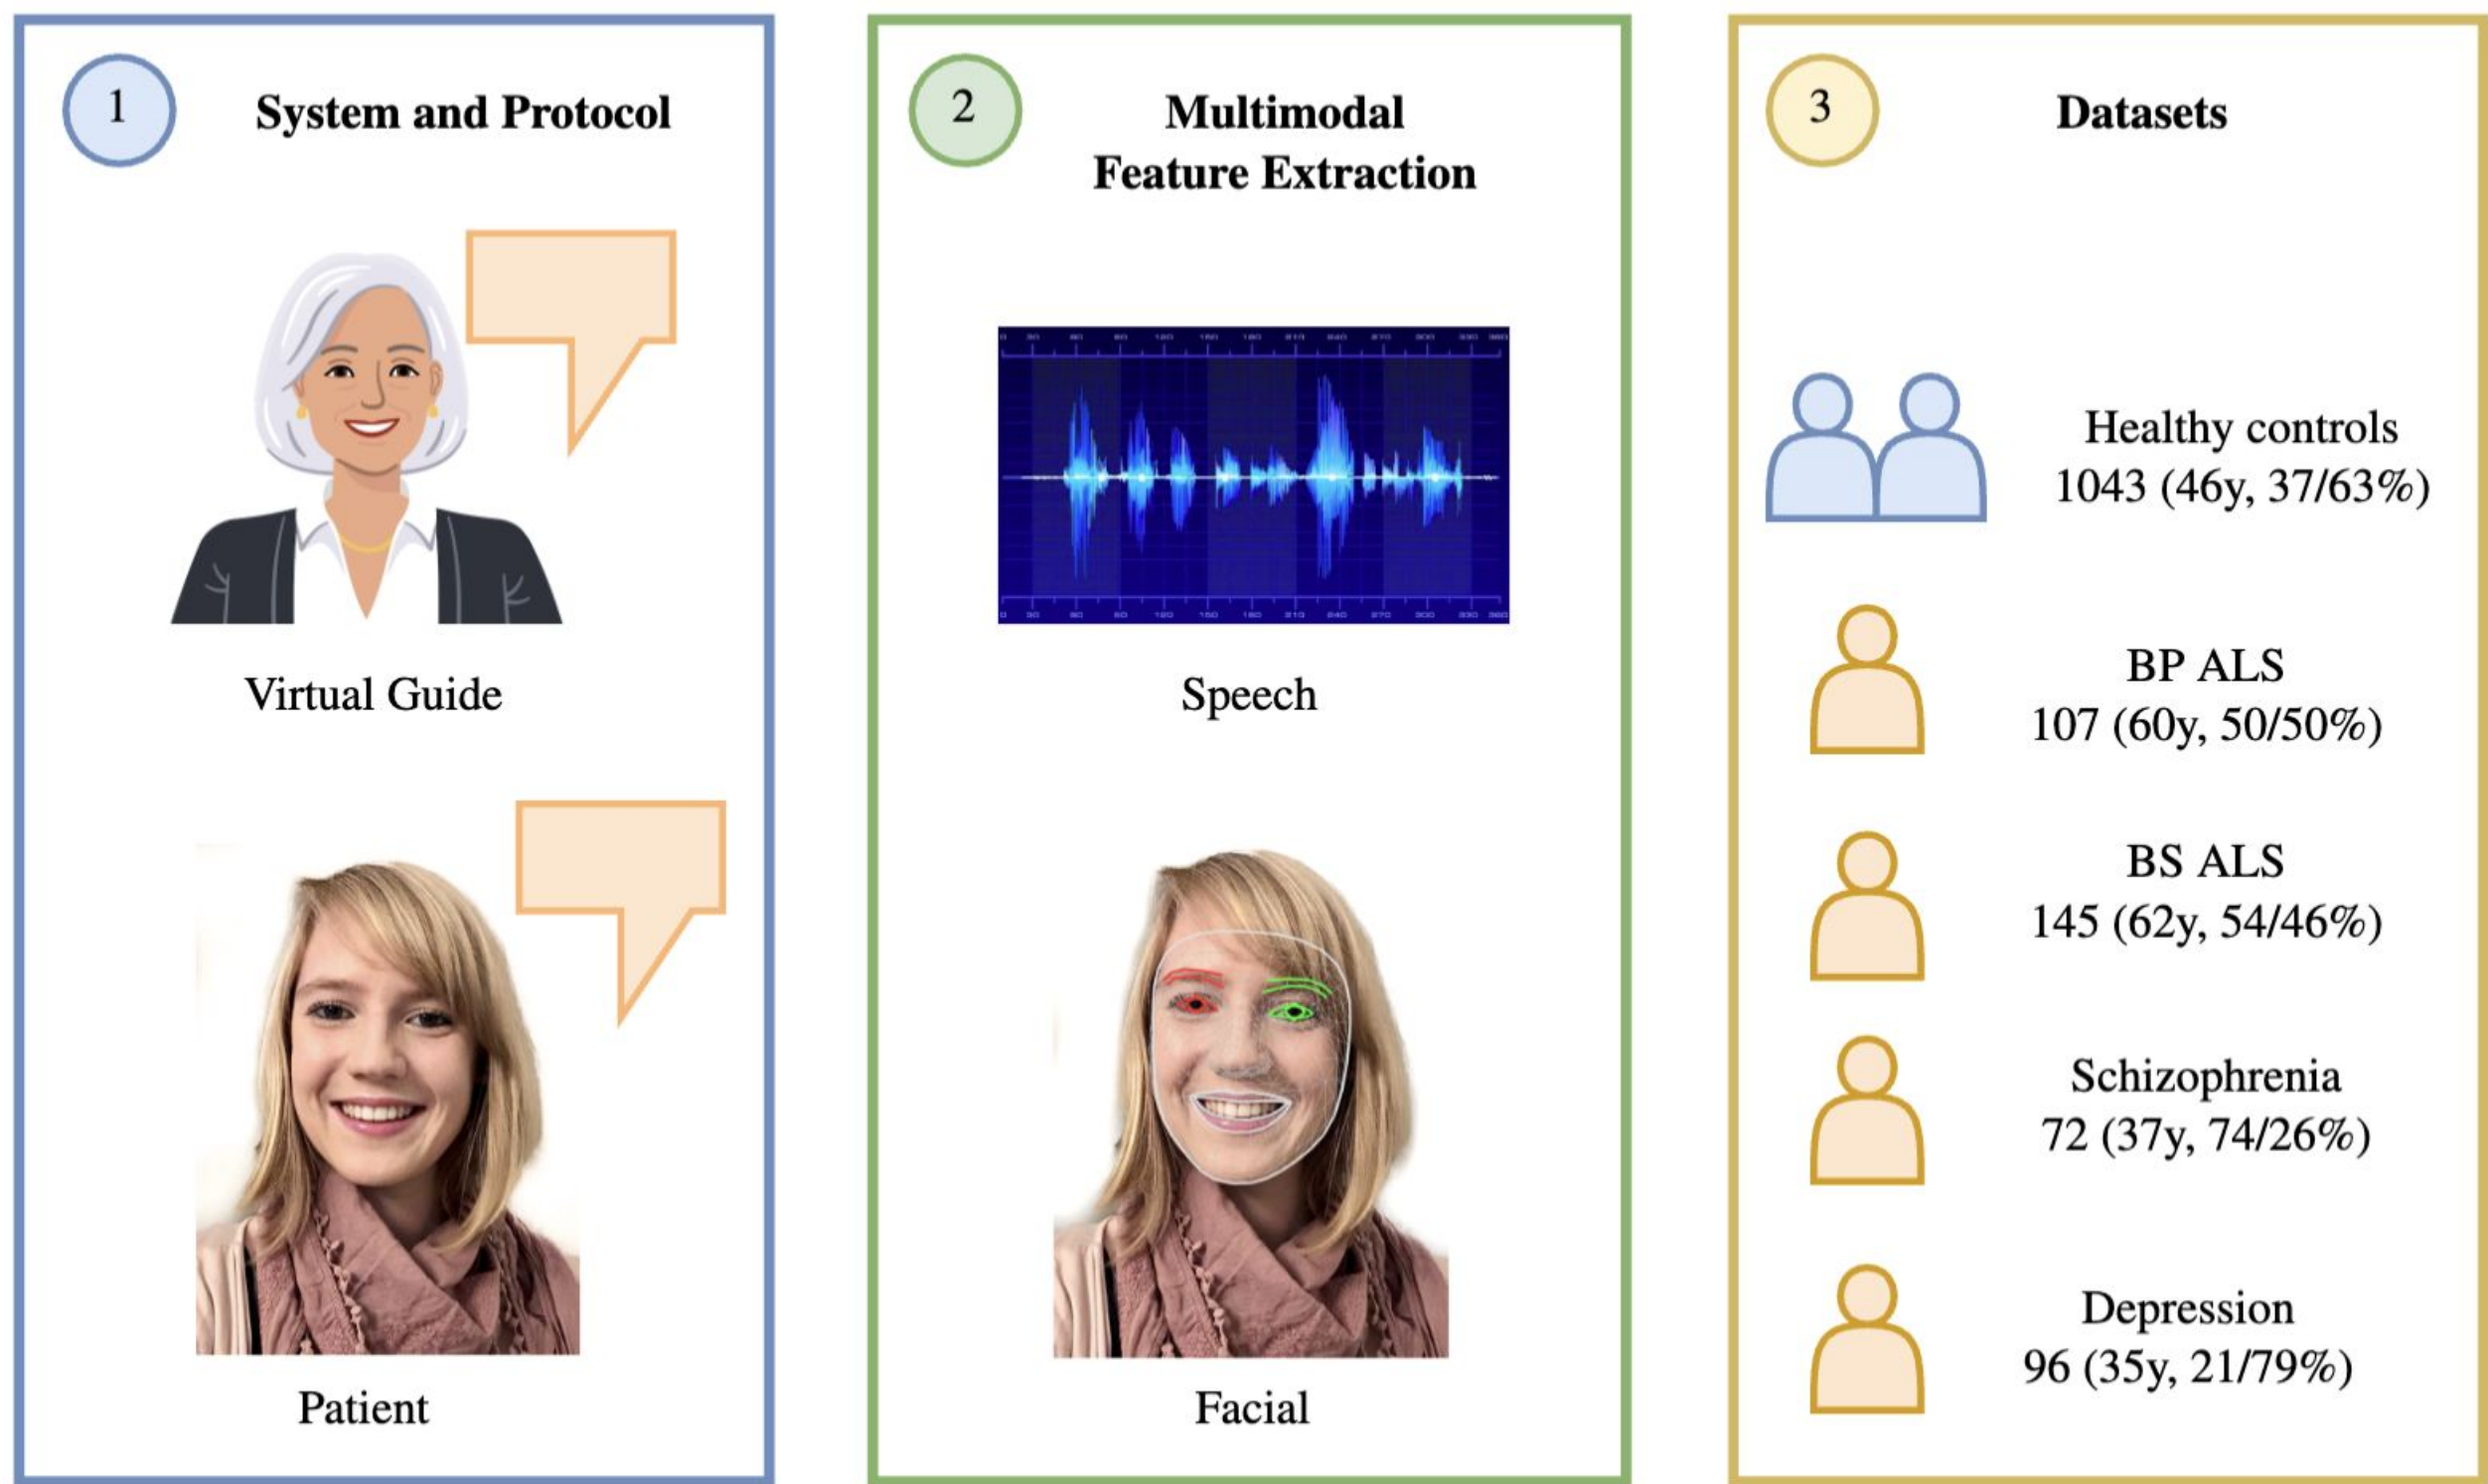 1
System and Protocol
Virtual Guide
Patient
2
Multimodal
Feature Extraction
Speech
Facial
3
Datasets
Healthy controls
1043 (46y, 37/63%)
BP ALS
107 (60y, 50/50%)
BS ALS
145 (62y, 54/46%)
Schizophrenia
72 (37y, 74/26%)
Depression
96 (35y, 21/79%)